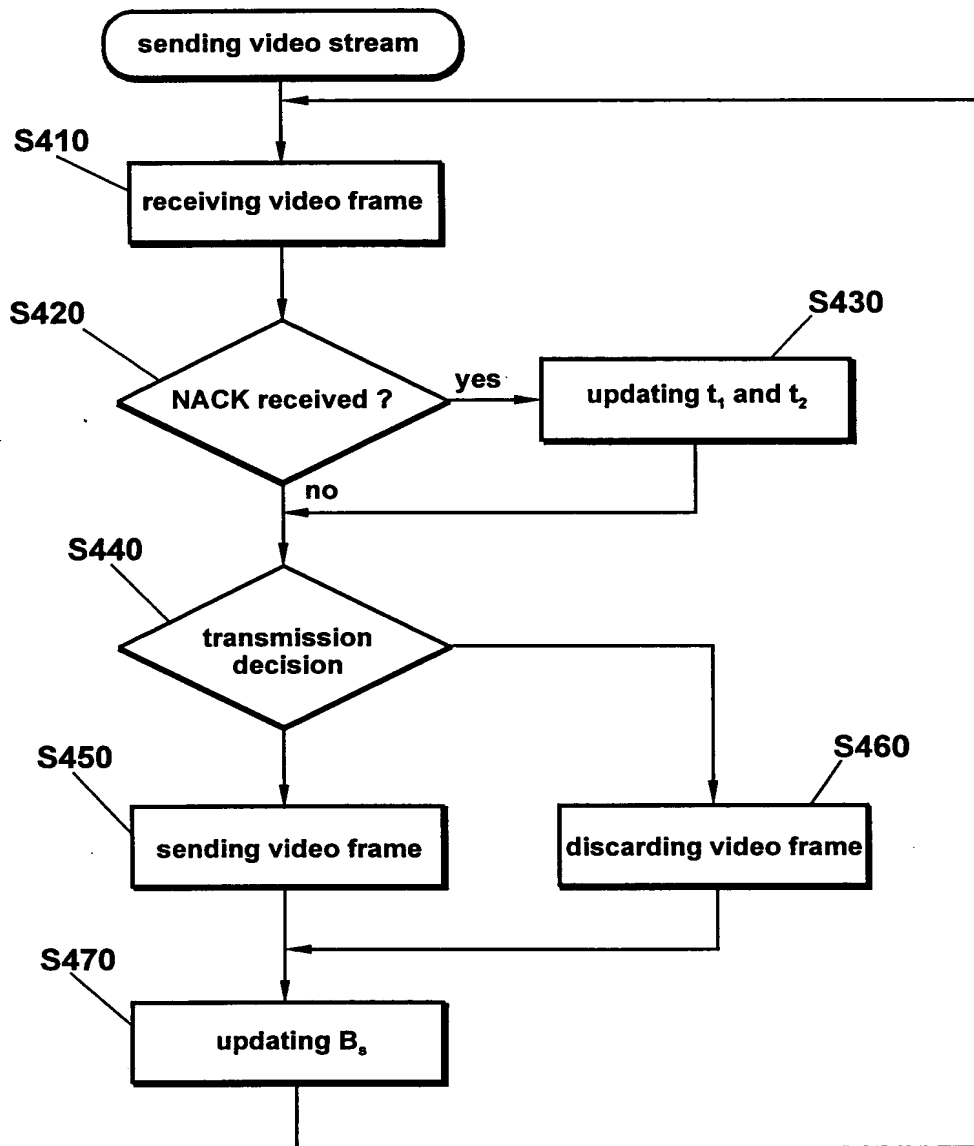 sending video stream
S410
receiving video frame
S420
NACK received ?
yes
S430
updating t₁ and t₂
no
S440
transmission
decision
S450
sending video frame
S460
discarding video frame
S470
updating Bₛ